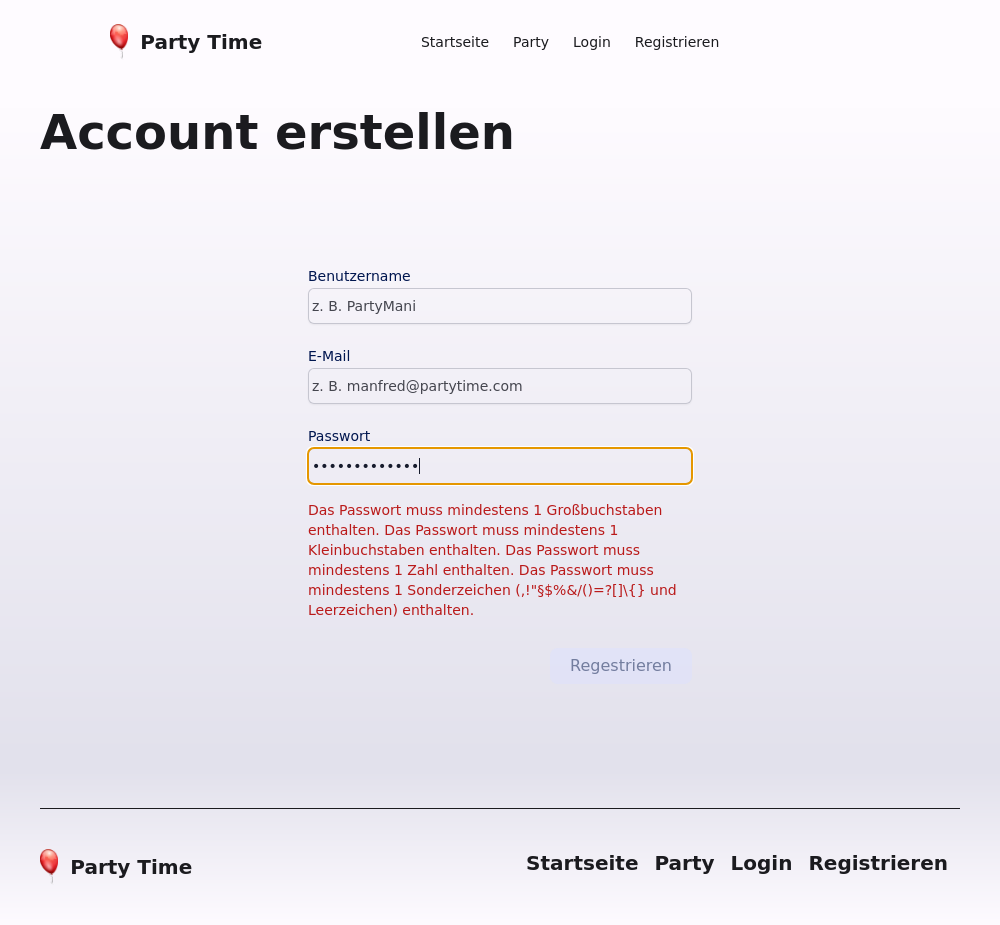 Party Time
Startseite Party Login Registrieren
Account erstellen
Benutzername
z. B. PartyMani
E-Mail
z. B. manfred@partytime.com
Passwort
•••••••••••••
Das Passwort muss mindestens 1 Großbuchstaben
enthalten. Das Passwort muss mindestens 1
Kleinbuchstaben enthalten. Das Passwort muss
mindestens 1 Zahl enthalten. Das Passwort muss
mindestens 1 Sonderzeichen (,!"§$%&/()=?[]\{} und
Leerzeichen) enthalten.
Regestrieren
Party Time
Startseite Party Login Registrieren